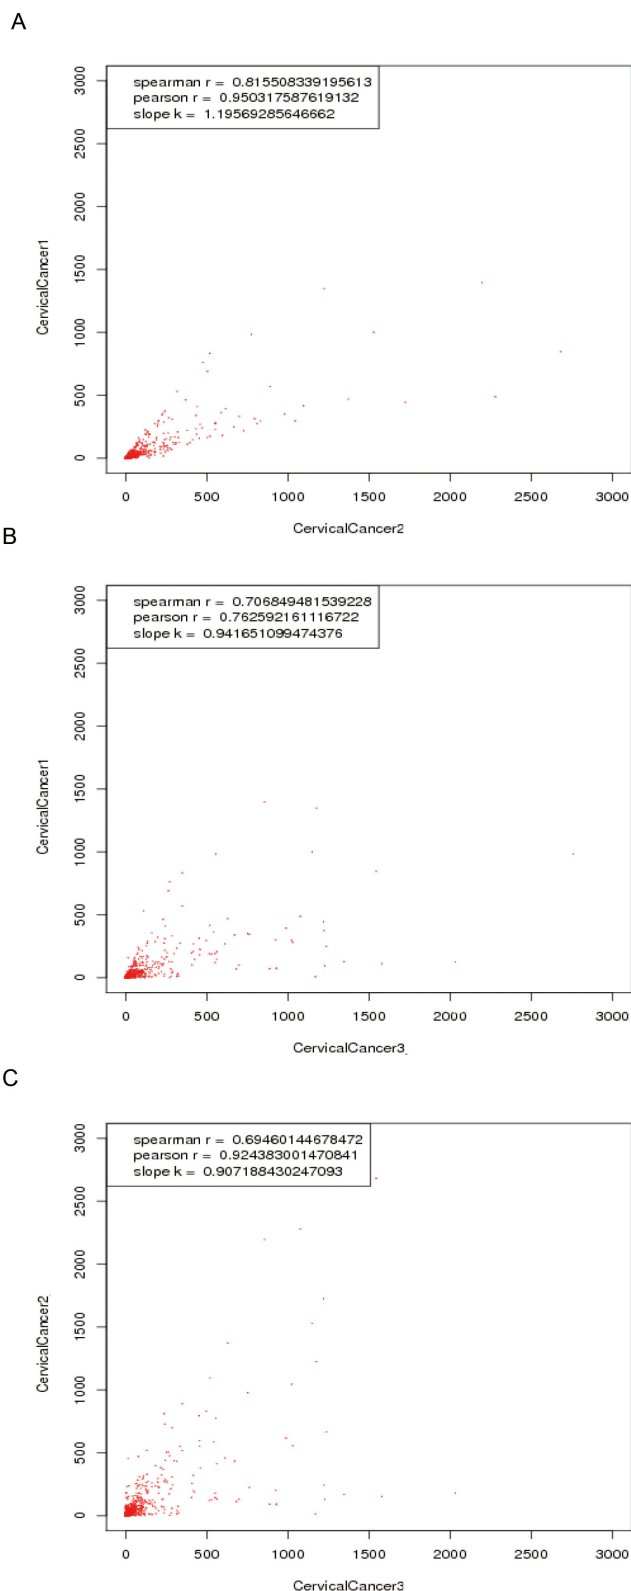 A
spearman r = 0.815508339195613
pearson r = 0.950317587619132
slope k = 1.19569285646662
CervicalCancer1
3000
2500
2000
1500
1000
500
0
0 500 1000 1500 2000 2500 3000
CervicalCancer2
B
spearman r = 0.706849481539228
pearson r = 0.762592161116722
slope k = 0.941651099474376
CervicalCancer1
3000
2500
2000
1500
1000
500
0
0 500 1000 1500 2000 2500 3000
CervicalCancer3
C
spearman r = 0.69460144678472
pearson r = 0.924383001470841
slope k = 0.907188430247093
CervicalCancer2
3000
2500
2000
1500
1000
500
0
0 500 1000 1500 2000 2500 3000
CervicalCancer3